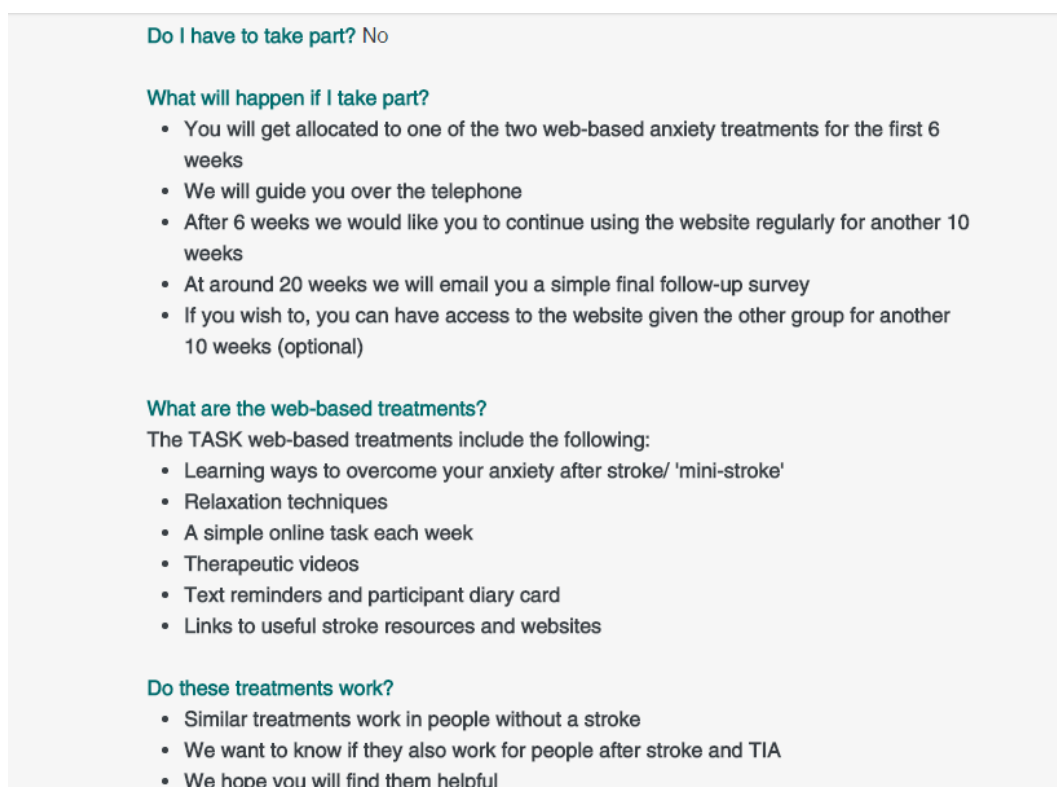 Do I have to take part? No
What will happen if I take part?
• You will get allocated to one of the two web-based anxiety treatments for the first 6
weeks
• We will guide you over the telephone
• After 6 weeks we would like you to continue using the website regularly for another 10
weeks
• At around 20 weeks we will email you a simple final follow-up survey
• If you wish to, you can have access to the website given the other group for another
10 weeks (optional)
What are the web-based treatments?
The TASK web-based treatments include the following:
• Learning ways to overcome your anxiety after stroke/ 'mini-stroke'
• Relaxation techniques
• A simple online task each week
• Therapeutic videos
• Text reminders and participant diary card
• Links to useful stroke resources and websites
Do these treatments work?
• Similar treatments work in people without a stroke
• We want to know if they also work for people after stroke and TIA
• We hope you will find them helpful